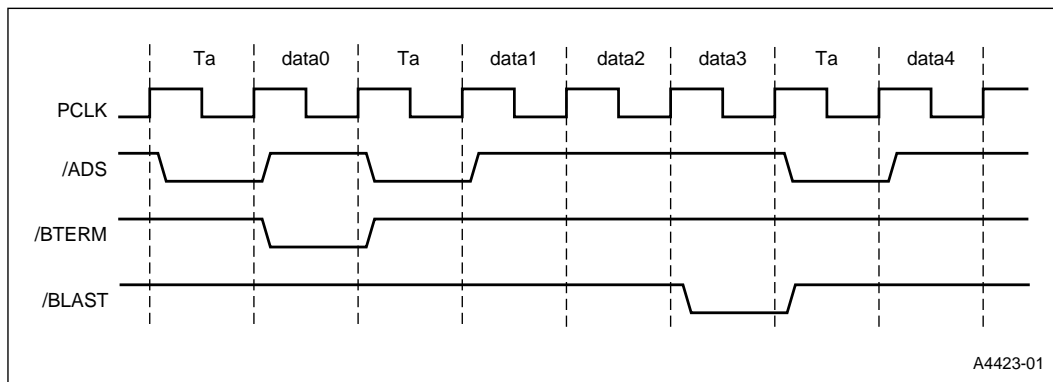 Ta data0 Ta data1 data2 data3 Ta data4
PCLK
/ADS
/BTERM
/BLAST
A4423-01